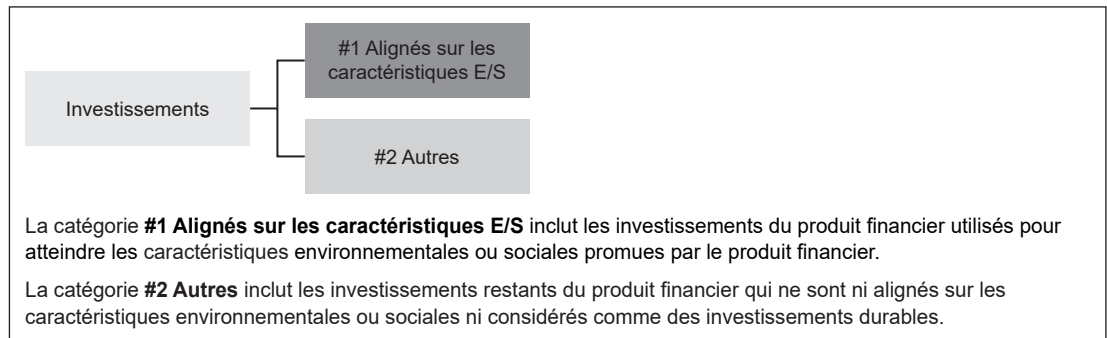 #1 Alignés sur les
caractéristiques E/S
Investissements
#2 Autres
La catégorie #1 Alignés sur les caractéristiques E/S inclut les investissements du produit financier utilisés pour
atteindre les caractéristiques environnementales ou sociales promues par le produit financier.
La catégorie #2 Autres inclut les investissements restants du produit financier qui ne sont ni alignés sur les
caractéristiques environnementales ou sociales ni considérés comme des investissements durables.